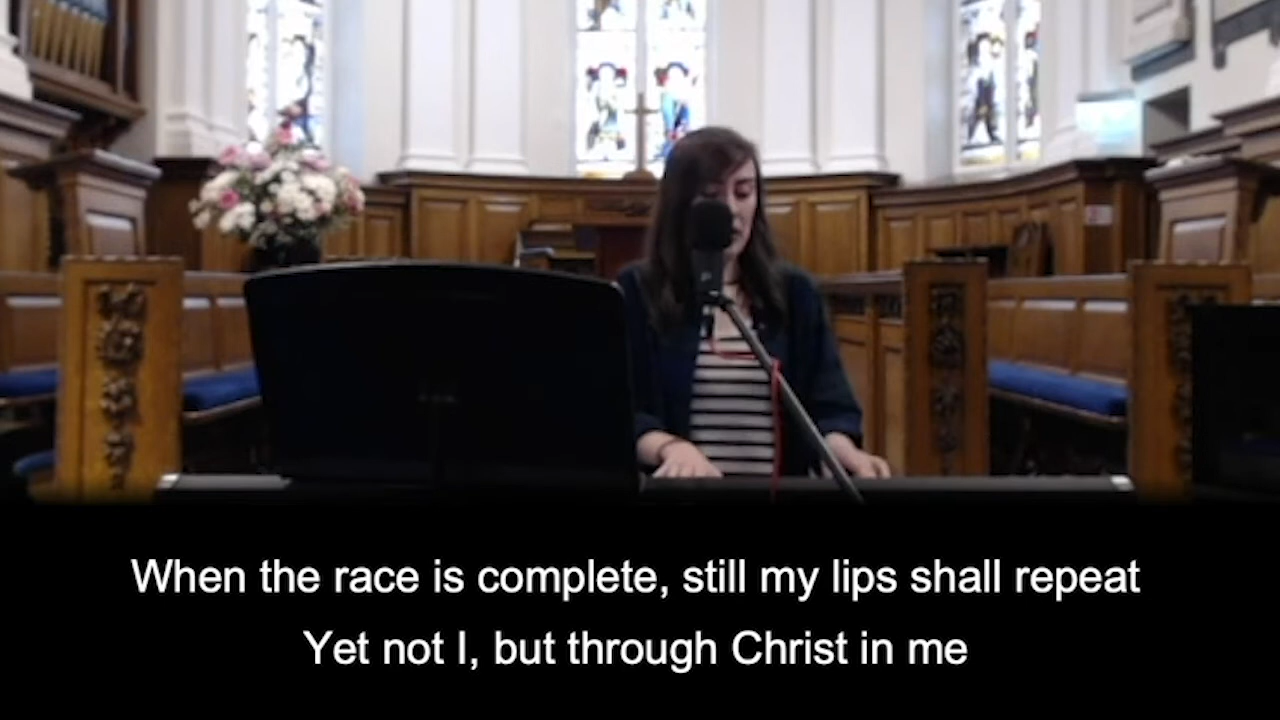 When the race is complete, still my lips shall repeat
Yet not I, but through Christ in me